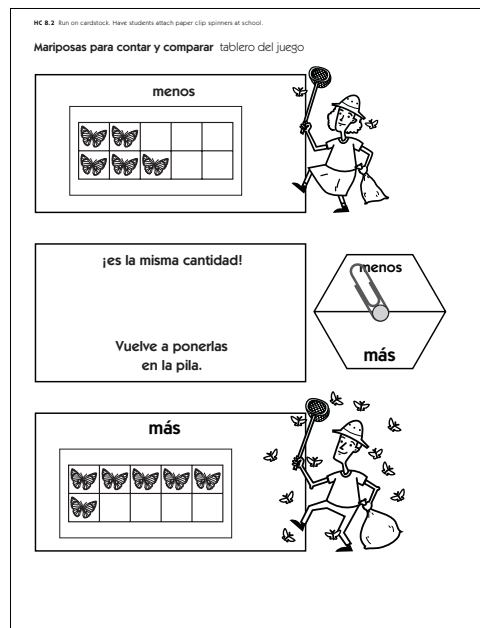 HC 8.2 Run on cardstock. Have students attach paper clip spinners at school.
Mariposas para contar y comparar tablero del juego
menos
¡es la misma cantidad!
Vuelve a ponerlas
en la pila.
menos
más
más